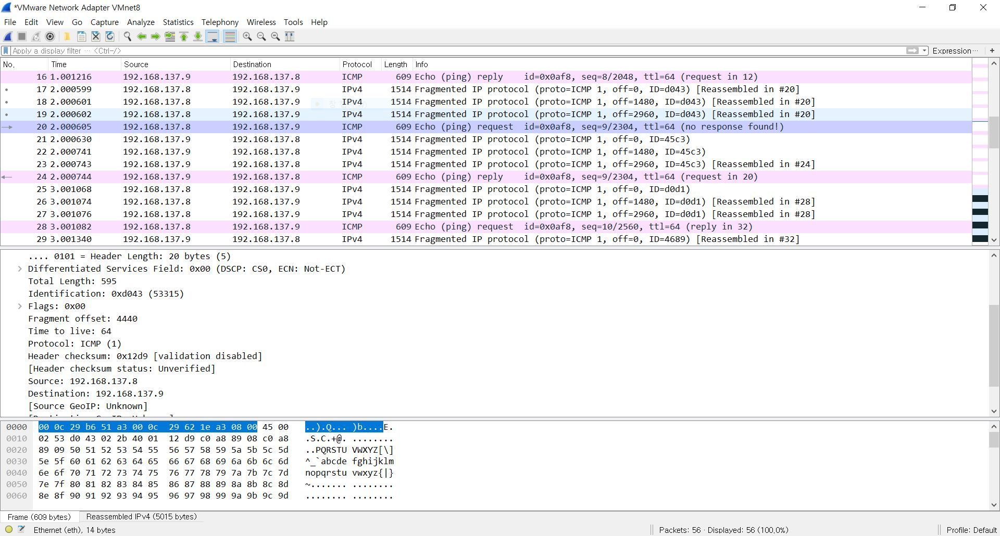 *VMware Network Adapter VMnet8
File Edit View Go Capture Analyze Statistics Telephony Wireless Tools Help
Apply a display filter ... <Ctrl-/> Expression... +
No. Time Source Destination Protocol Length Info
16 1.001216 192.168.137.9 192.168.137.8 ICMP 609 Echo (ping) reply id=0x0af8, seq=8/2048, ttl=64 (request in 12)
17 2.000599 192.168.137.8 192.168.137.9 IPv4 1514 Fragmented IP protocol (proto=ICMP 1, off=0, ID=d043) [Reassembled in #20]
18 2.000601 192.168.137.8 192.168.137.9 IPv4 1514 Fragmented IP protocol (proto=ICMP 1, off=1480, ID=d043) [Reassembled in #20]
19 2.000602 192.168.137.8 192.168.137.9 IPv4 1514 Fragmented IP protocol (proto=ICMP 1, off=2960, ID=d043) [Reassembled in #20]
20 2.000605 192.168.137.8 192.168.137.9 ICMP 609 Echo (ping) request id=0x0af8, seq=9/2304, ttl=64 (no response found!)
21 2.000630 192.168.137.9 192.168.137.8 IPv4 1514 Fragmented IP protocol (proto=ICMP 1, off=0, ID=45c3)
22 2.000741 192.168.137.9 192.168.137.8 IPv4 1514 Fragmented IP protocol (proto=ICMP 1, off=1480, ID=45c3)
23 2.000743 192.168.137.9 192.168.137.8 IPv4 1514 Fragmented IP protocol (proto=ICMP 1, off=2960, ID=45c3) [Reassembled in #24]
24 2.000744 192.168.137.9 192.168.137.8 ICMP 609 Echo (ping) reply id=0x0af8, seq=9/2304, ttl=64 (request in 20)
25 3.001068 192.168.137.8 192.168.137.9 IPv4 1514 Fragmented IP protocol (proto=ICMP 1, off=0, ID=d0d1)
26 3.001074 192.168.137.8 192.168.137.9 IPv4 1514 Fragmented IP protocol (proto=ICMP 1, off=1480, ID=d0d1) [Reassembled in #28]
27 3.001076 192.168.137.8 192.168.137.9 IPv4 1514 Fragmented IP protocol (proto=ICMP 1, off=2960, ID=d0d1) [Reassembled in #28]
28 3.001082 192.168.137.8 192.168.137.9 ICMP 609 Echo (ping) request id=0x0af8, seq=10/2560, ttl=64 (reply in 32)
29 3.001340 192.168.137.9 192.168.137.8 IPv4 1514 Fragmented IP protocol (proto=ICMP 1, off=0, ID=4689) [Reassembled in #32]
.... 0101 = Header Length: 20 bytes (5)
Differentiated Services Field: 0x00 (DSCP: CS0, ECN: Not-ECT)
Total Length: 595
Identification: 0xd043 (53315)
Flags: 0x00
Fragment offset: 4440
Time to live: 64
Protocol: ICMP (1)
Header checksum: 0x12d9 [validation disabled]
[Header checksum status: Unverified]
Source: 192.168.137.8
Destination: 192.168.137.9
[Source GeoIP: Unknown]
0000 00 0c 29 b6 51 a3 00 0c 29 62 1e a3 08 00 45 00 ..).Q... )b....E.
0010 02 53 d0 43 02 2b 40 01 12 d9 c0 a8 89 08 c0 a8 .S.C.+@. ........
0020 89 09 50 51 52 53 54 55 56 57 58 59 5a 5b 5c 5d ..PQRSTU VWXYZ[\]
0030 5e 5f 60 61 62 63 64 65 66 67 68 69 6a 6b 6c 6d ^_`abcde fghijklm
0040 6e 6f 70 71 72 73 74 75 76 77 78 79 7a 7b 7c 7d nopqrstu vwxyz{|}
0050 7e 7f 80 81 82 83 84 85 86 87 88 89 8a 8b 8c 8d ~....... ........
0060 8e 8f 90 91 92 93 94 95 96 97 98 99 9a 9b 9c 9d ........ ........
Frame (609 bytes) Reassembled IPv4 (5015 bytes)
Ethernet (eth), 14 bytes Packets: 56 · Displayed: 56 (100.0%) Profile: Default